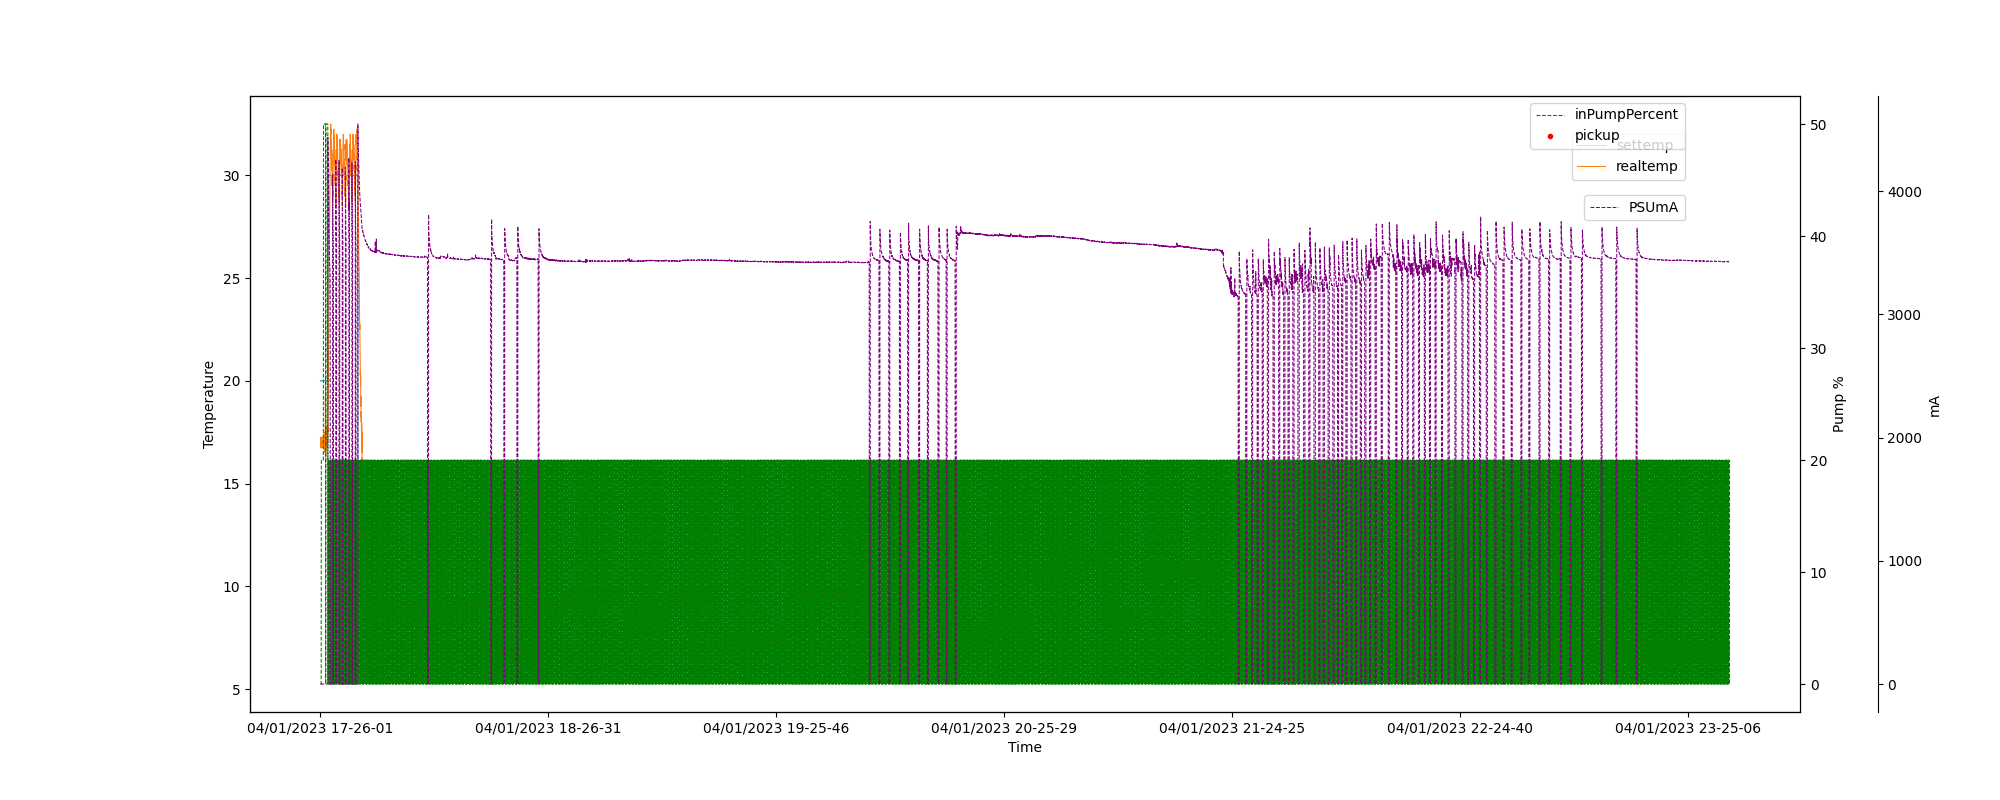 inPumpPercent
pickup
settemp
realtemp
PSUmA
30
25
20
15
10
5
Temperature
50
40
30
20
10
0
Pump %
4000
3000
2000
1000
0
mA
04/01/2023 17-26-01
04/01/2023 18-26-31
04/01/2023 19-25-46
04/01/2023 20-25-29
04/01/2023 21-24-25
04/01/2023 22-24-40
04/01/2023 23-25-06
Time